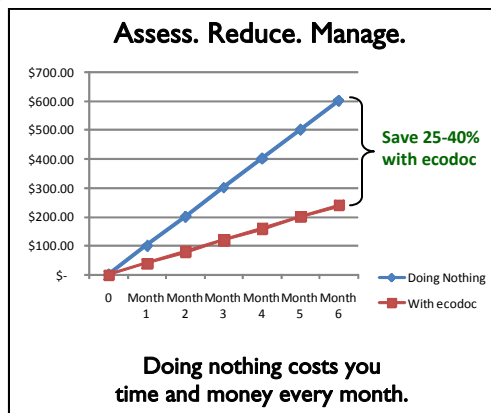 Assess. Reduce. Manage.
$700.00
$600.00
$500.00
$400.00
$300.00
$200.00
$100.00
$-
0 Month Month Month Month Month Month
1 2 3 4 5 6
Save 25-40%
with ecodoc
Doing Nothing
With ecodoc
Doing nothing costs you
time and money every month.